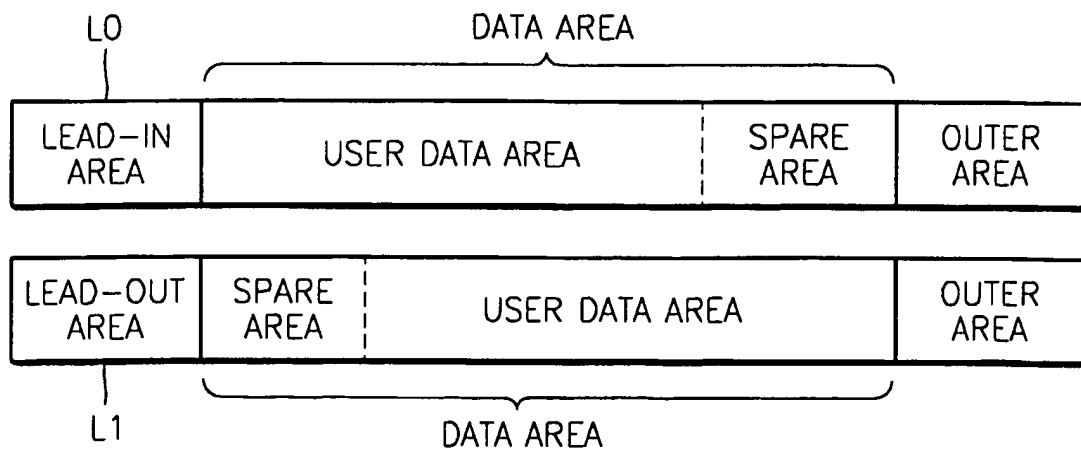 L0
DATA AREA
LEAD-IN
AREA
USER DATA AREA
SPARE
AREA
OUTER
AREA
LEAD-OUT
AREA
SPARE
AREA
USER DATA AREA
OUTER
AREA
L1
DATA AREA